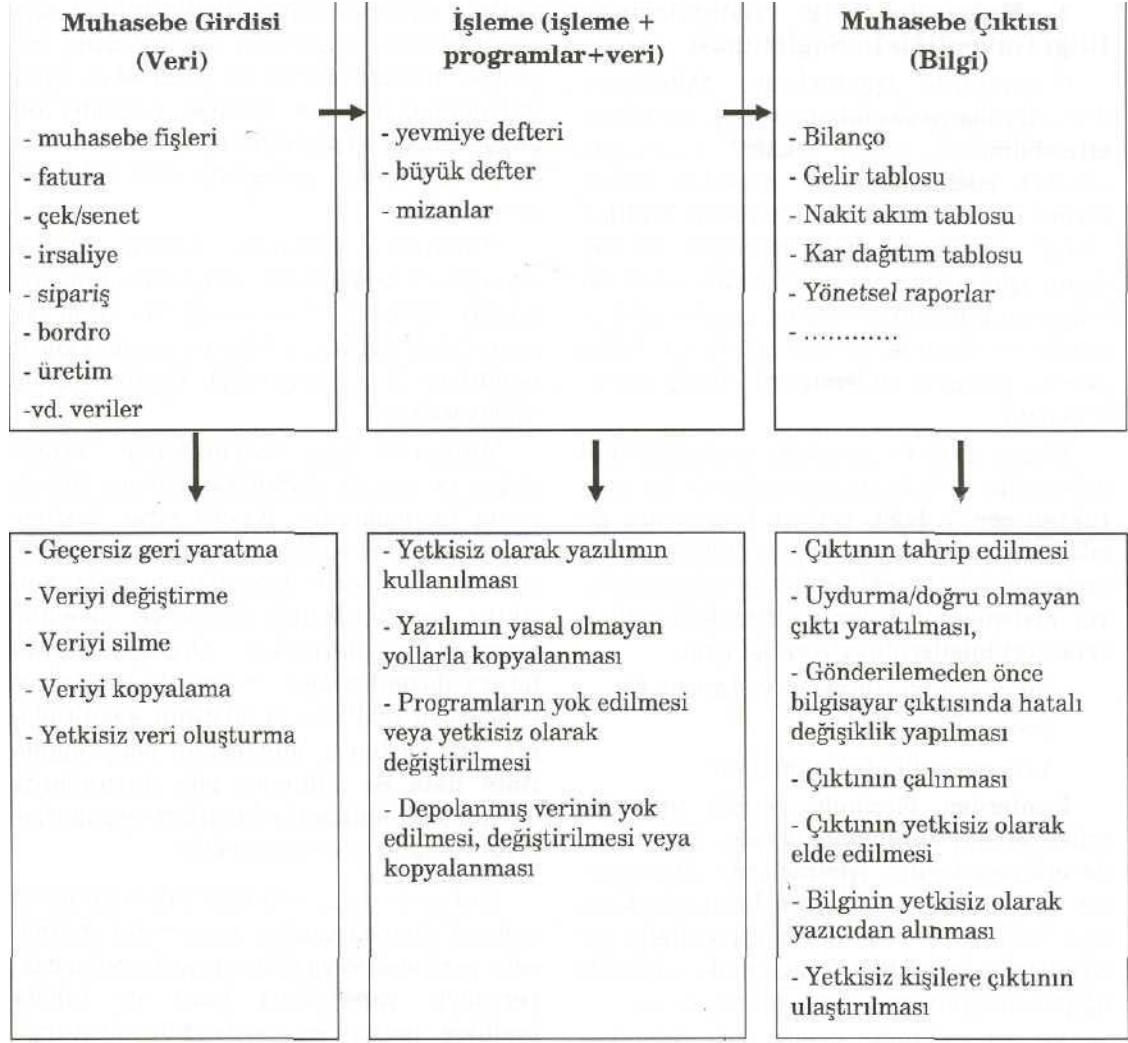 Muhasebe Girdisi
(Veri)
- muhasebe fişleri
- fatura
- çek/senet
- irsaliye
- sipariş
- bordro
- üretim
-vd. veriler
İşleme (işleme +
programlar+veri)
- yevmiye defteri
- büyük defter
- mizanlar
Muhasebe Çıktısı
(Bilgi)
- Bilanço
- Gelir tablosu
- Nakit akım tablosu
- Kar dağıtım tablosu
- Yönetsel raporlar
- ............
- Geçersiz geri yaratma
- Veriyi değiştirme
- Veriyi silme
- Veriyi kopyalama
- Yetkisiz veri oluşturma
- Yetkisiz olarak yazılımın
kullanılması
- Yazılımın yasal olmayan
yollarla kopyalanması
- Programların yok edilmesi
veya yetkisiz olarak
değiştirilmesi
- Depolanmış verinin yok
edilmesi, değiştirilmesi veya
kopyalanması
- Çıktının tahrip edilmesi
- Uydurma/doğru olmayan
çıktı yaratılması,
- Gönderilemeden önce
bilgisayar çıktısında hatalı
değişiklik yapılması
- Çıktının çalınması
- Çıktının yetkisiz olarak
elde edilmesi
- Bilginin yetkisiz olarak
yazıcıdan alınması
- Yetkisiz kişilere çıktının
ulaştırılması